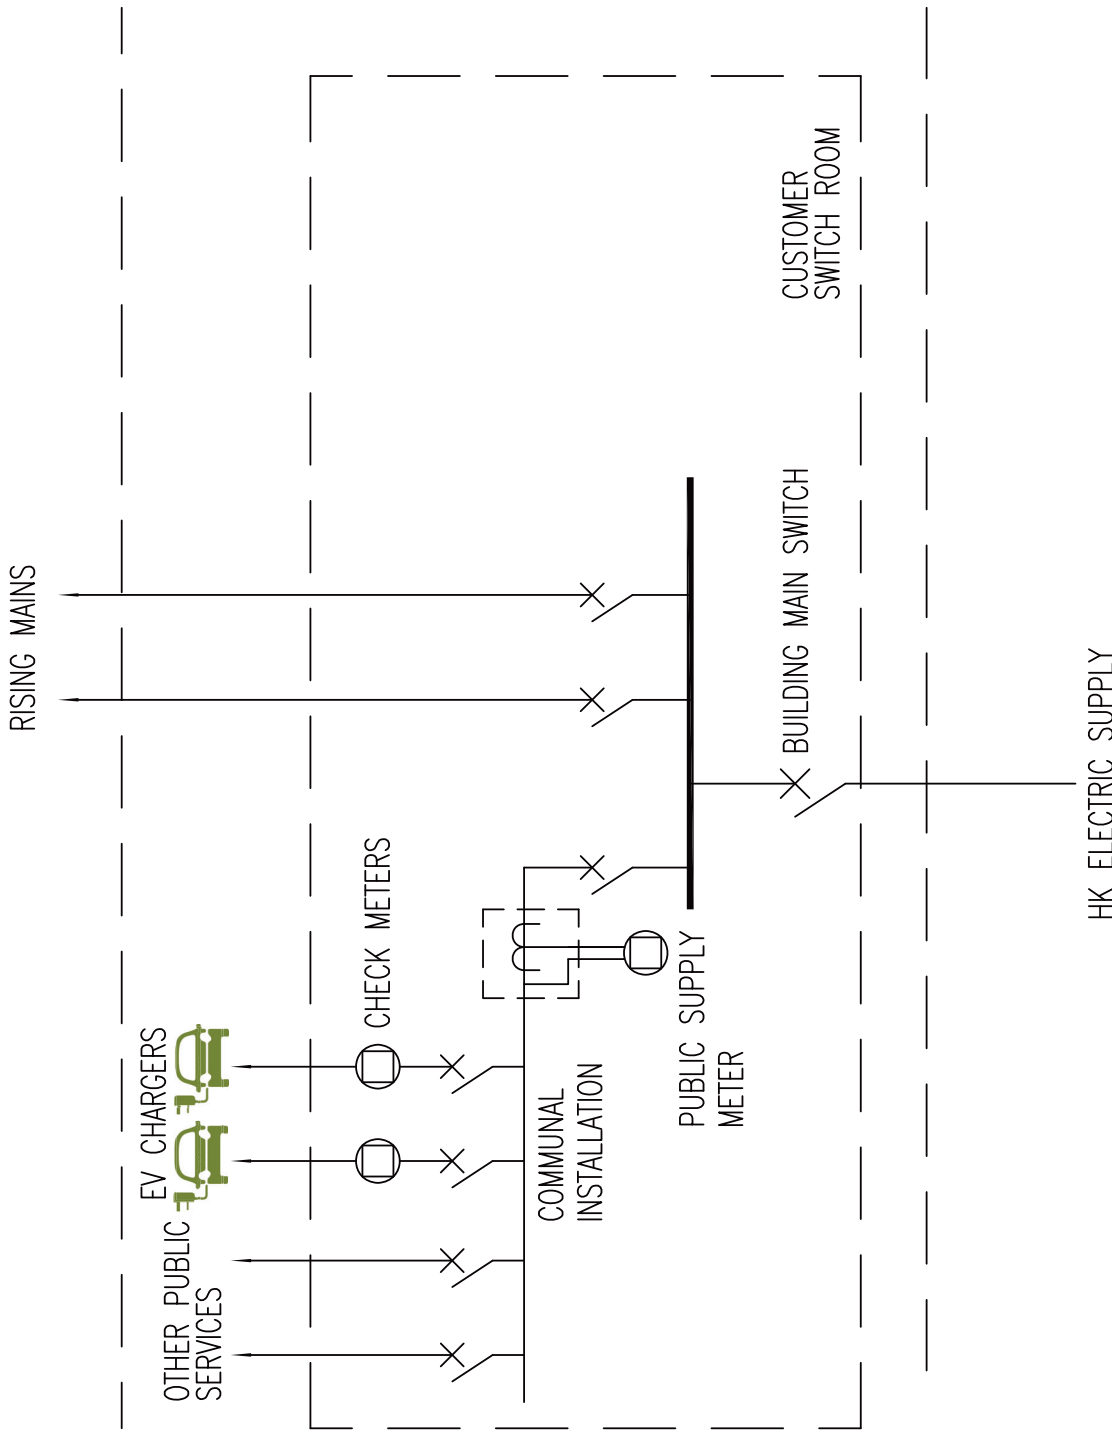 RISING MAINS
EV CHARGERS
OTHER PUBLIC
SERVICES
CHECK METERS
COMMUNAL
INSTALLATION
PUBLIC SUPPLY
METER
BUILDING MAIN SWITCH
CUSTOMER
SWITCH ROOM
HK ELECTRIC SUPPLY